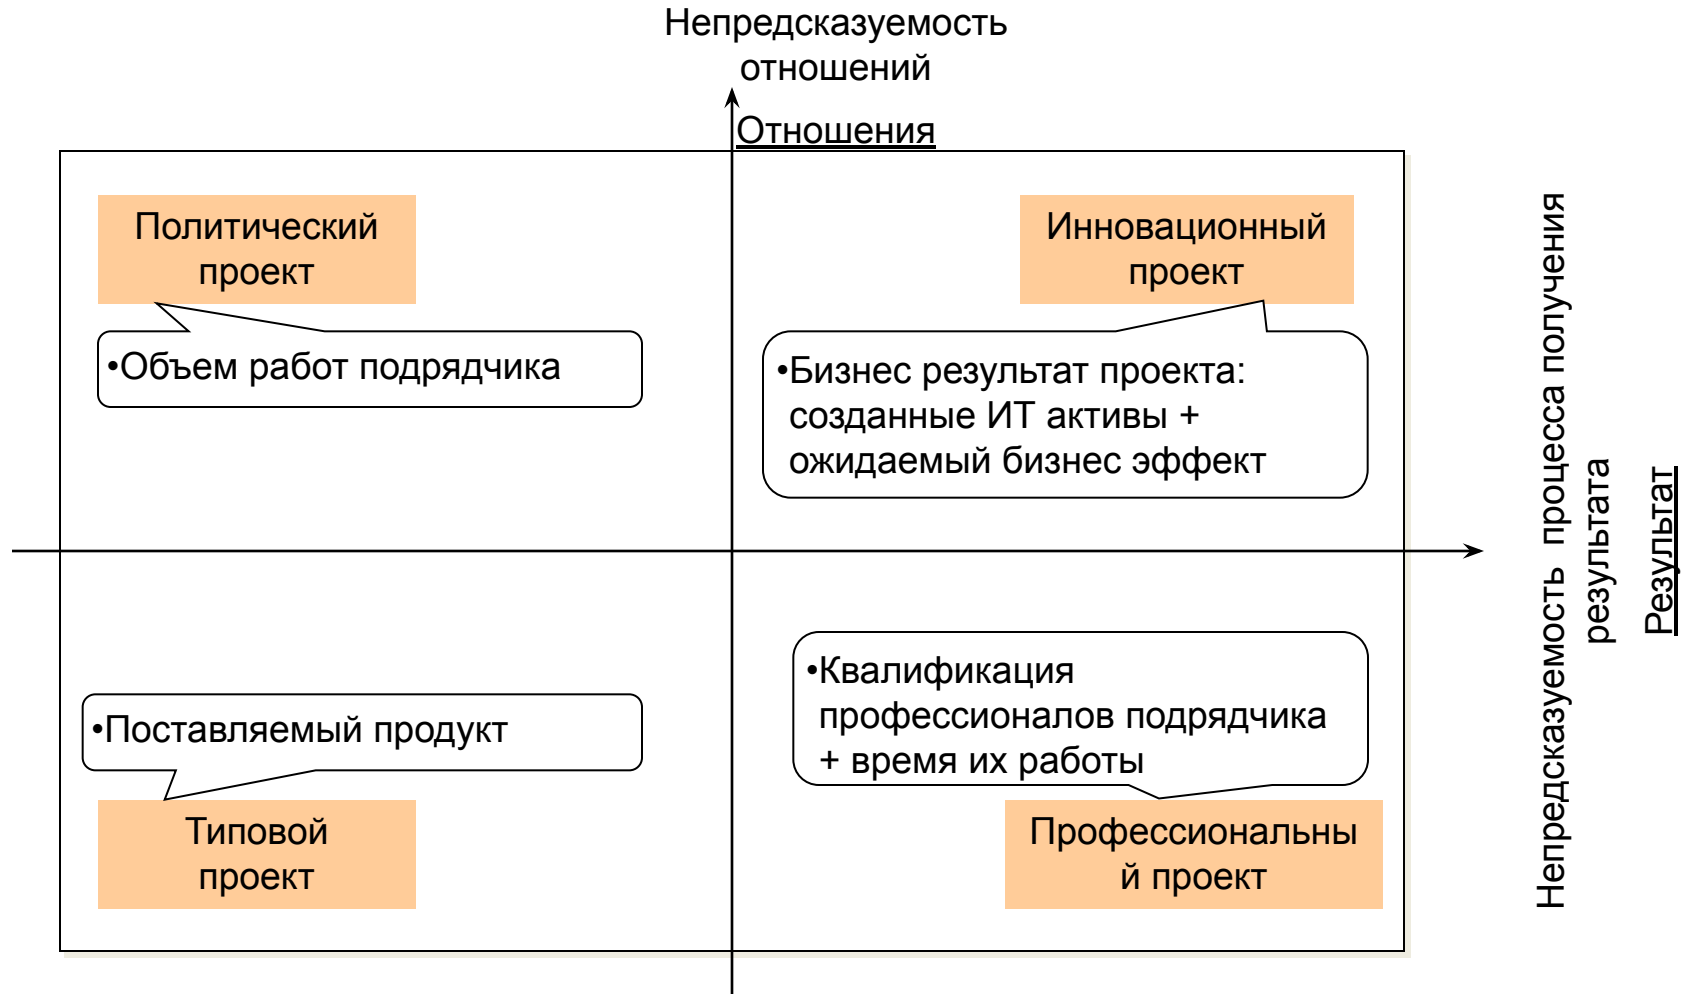 Непредсказуемость
отношений
Отношения
Политический
проект
•Объем работ подрядчика
Инновационный
проект
•Бизнес результат проекта:
созданные ИТ активы +
ожидаемый бизнес эффект
•Поставляемый продукт
Типовой
проект
•Квалификация
профессионалов подрядчика
+ время их работы
Профессиональны
й проект
Непредсказуемость процесса получения
результата
Результат